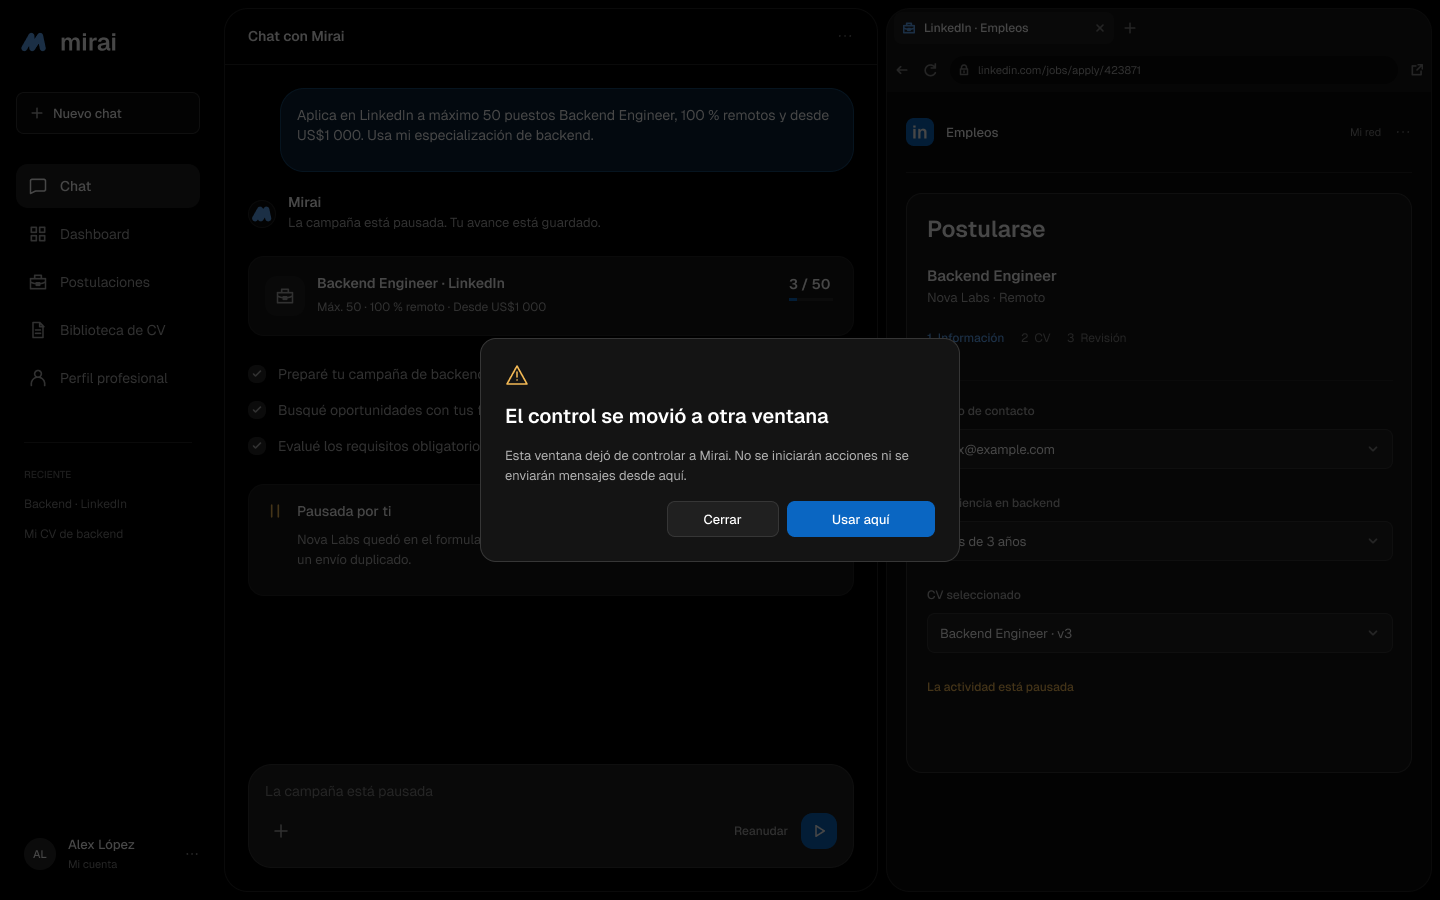 mirai
Nuevo chat
Chat
Dashboard
Postulaciones
Biblioteca de CV
Perfil profesional
RECIENTE
Backend · LinkedIn
Mi CV de backend
AL
Alex López
Mi cuenta
Chat con Mirai
Aplica en LinkedIn a máximo 50 puestos Backend Engineer, 100 % remotos y desde
US$1 000. Usa mi especialización de backend.
Mirai
La campaña está pausada. Tu avance está guardado.
Backend Engineer · LinkedIn
3 / 50
Máx. 50 · 100 % remoto · Desde US$1 000
Preparé tu campaña de backend
Busqué oportunidades con tus
Evalué los requisitos obligatorio
Pausada por ti
Nova Labs quedó en el formula
un envío duplicado.
La campaña está pausada
Reanudar
El control se movió a otra ventana
Esta ventana dejó de controlar a Mirai. No se iniciarán acciones ni se
enviarán mensajes desde aquí.
Cerrar
Usar aquí
LinkedIn · Empleos
linkedin.com/jobs/apply/423871
in
Empleos
Mi red
Postularse
Backend Engineer
Nova Labs · Remoto
1 Información 2 CV 3 Revisión
de contacto
x@example.com
iencia en backend
s de 3 años
CV seleccionado
Backend Engineer · v3
La actividad está pausada